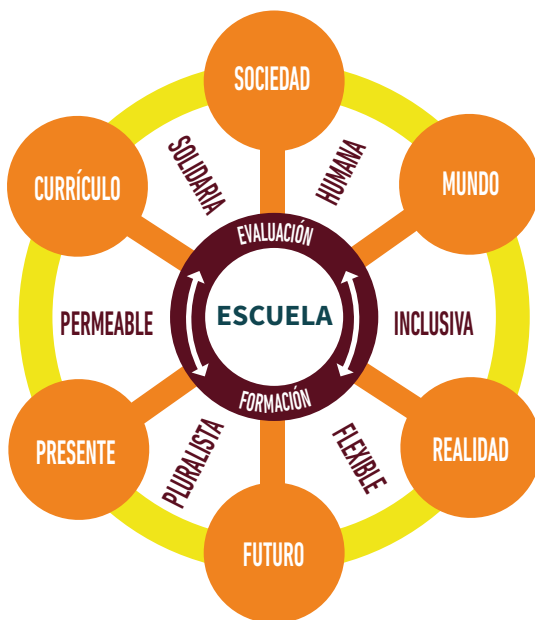 SOCIEDAD
SOLIDARIA
HUMANA
CURRÍCULO
MUNDO
EVALUACIÓN
PERMEABLE
ESCUELA
INCLUSIVA
FORMACIÓN
PRESENTE
PLURALISTA
FLEXIBLE
REALIDAD
FUTURO